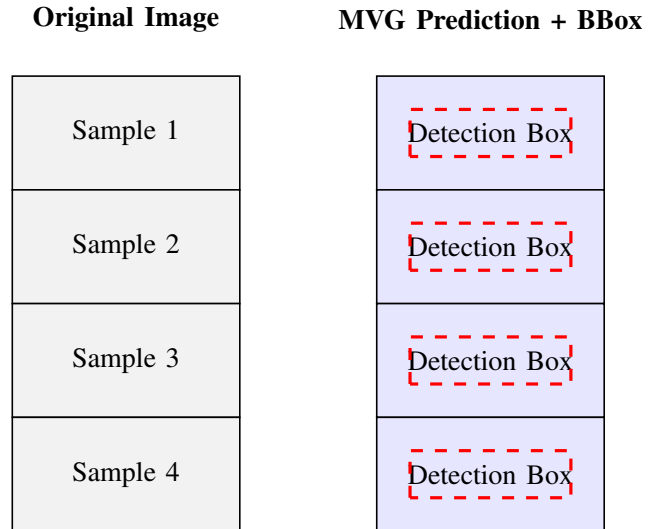 Original Image MVG Prediction + BBox
Sample 1 Detection Box
Sample 2 Detection Box
Sample 3 Detection Box
Sample 4 Detection Box